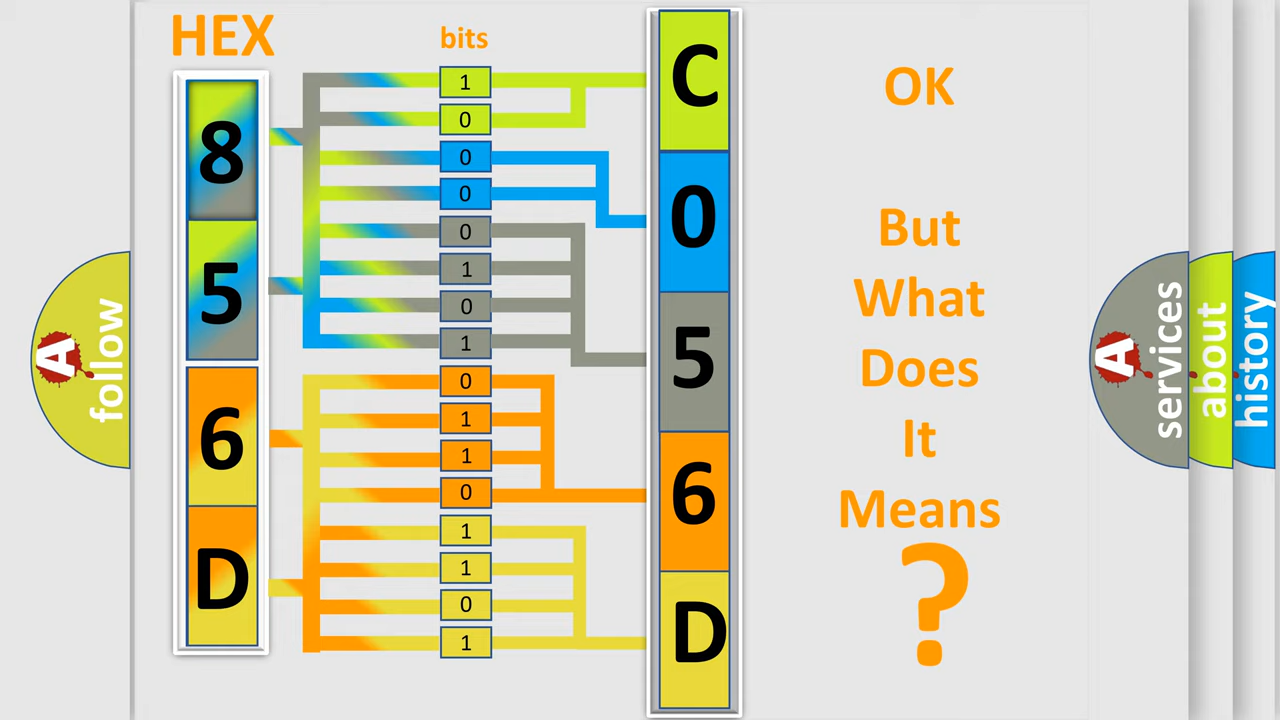 HEX
bits
8
5
6
D
1
0
0
0
0
1
0
1
0
1
1
0
1
1
0
1
C
0
5
6
D
OK
But
What
Does
It
Means
?
A
follow
A
services
about
history